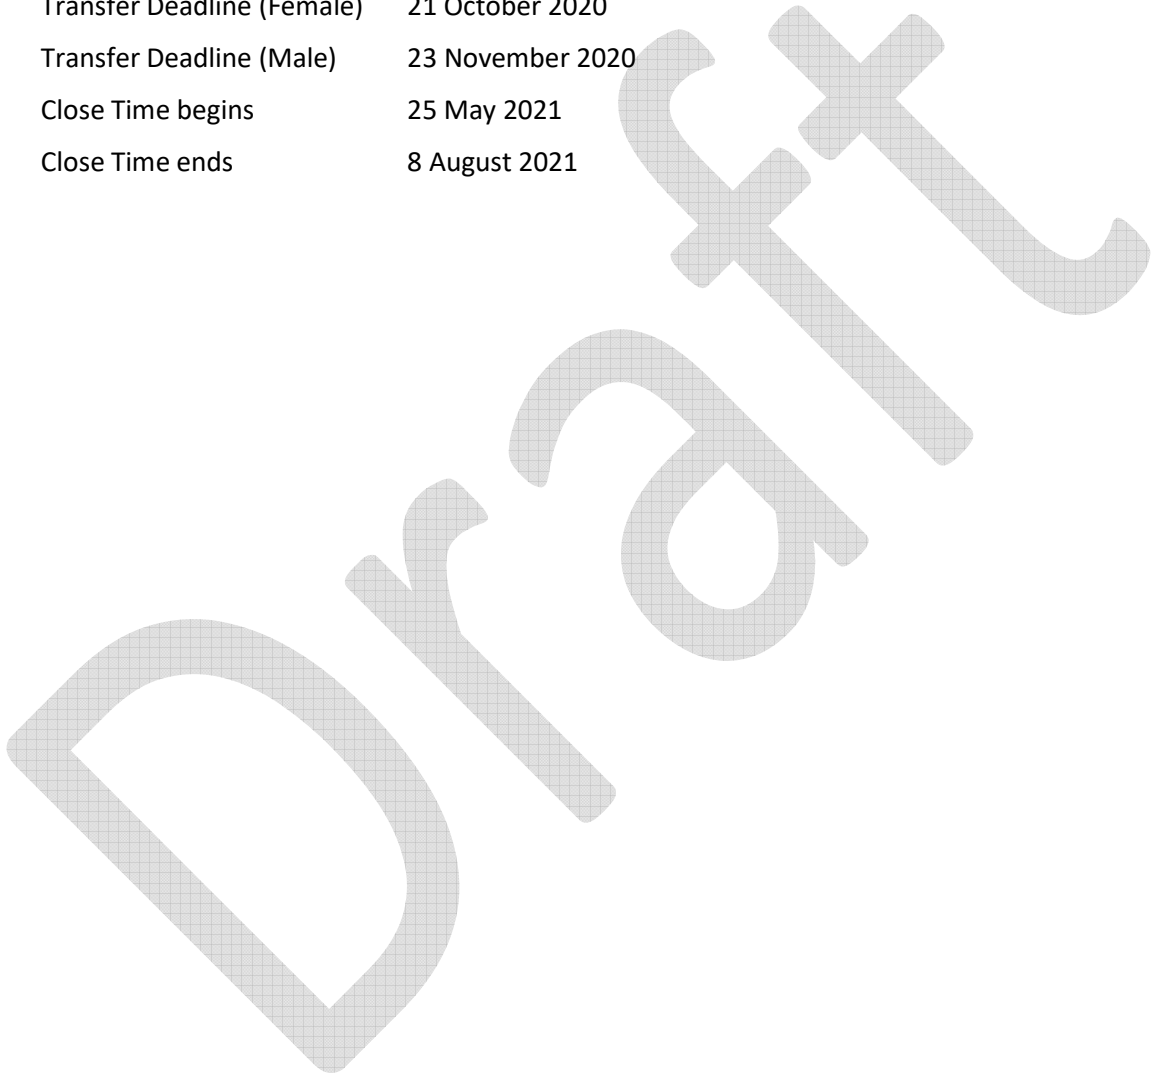 Transfer Deadline (Female) 21 October 2020
Transfer Deadline (Male) 23 November 2020
Close Time begins 25 May 2021
Close Time ends 8 August 2021
Draft